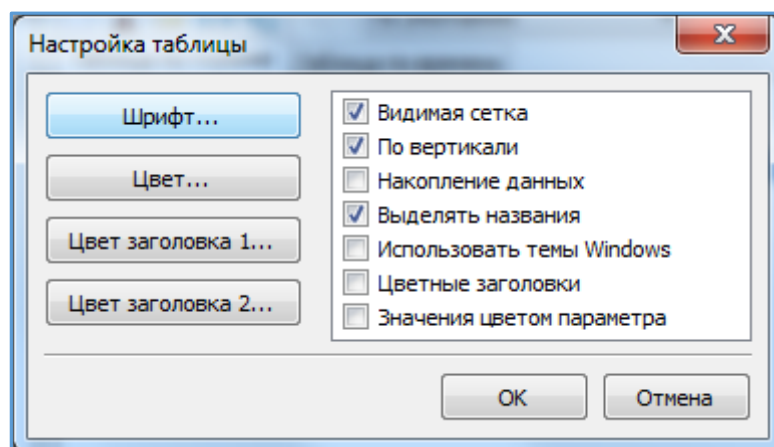 Настройка таблицы
Шрифт...
Цвет...
Цвет заголовка 1...
Цвет заголовка 2...
Видимая сетка
По вертикали
Накопление данных
Выделять названия
Использовать темы Windows
Цветные заголовки
Значения цветом параметра
OK
Отмена